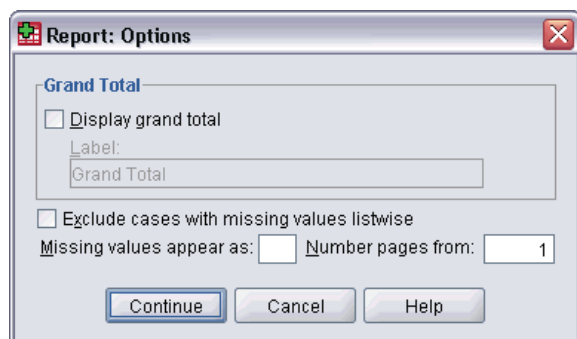 Report: Options
Grand Total
Display grand total
Label:
Grand Total
Exclude cases with missing values listwise
Missing values appear as: Number pages from: 1
Continue Cancel Help